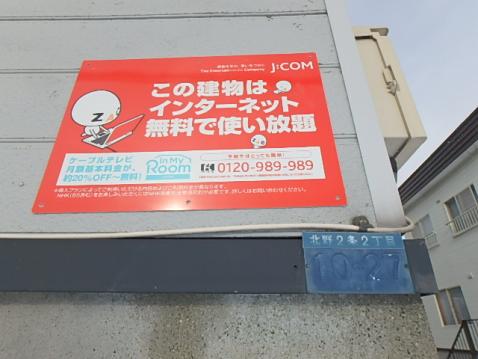 J:COM
この建物は
インターネット
無料で使い放題
Z
ケーブルテレビ
月額基本料金が、
約20%OFF~無料!
in My
Room
0120-989-989
北野2条2丁目
10-27